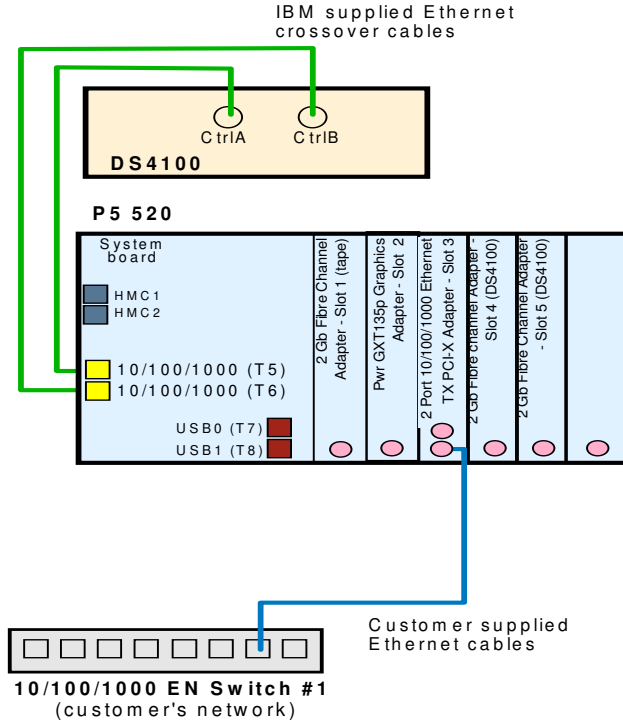 IBM supplied Ethernet
crossover cables
CtrlA
CtrlB
DS4100
P5 520
System
board
HMC1
HMC2
10/100/1000 (T5)
10/100/1000 (T6)
USB0 (T7)
USB1 (T8)
2 Gb Fibre Channel
Adapter - Slot 1 (tape)
Pwr GXT135p Graphics
Adapter - Slot 2
2 Port 10/100/1000 Ethernet
TX PCI-X Adapter - Slot 3
2 Gb Fibre channel Adapter -
Slot 4 (DS4100)
2 Gb Fibre Channel Adapter
- Slot 5 (DS4100)
Customer supplied
Ethernet cables
10/100/1000 EN Switch #1
(customer's network)